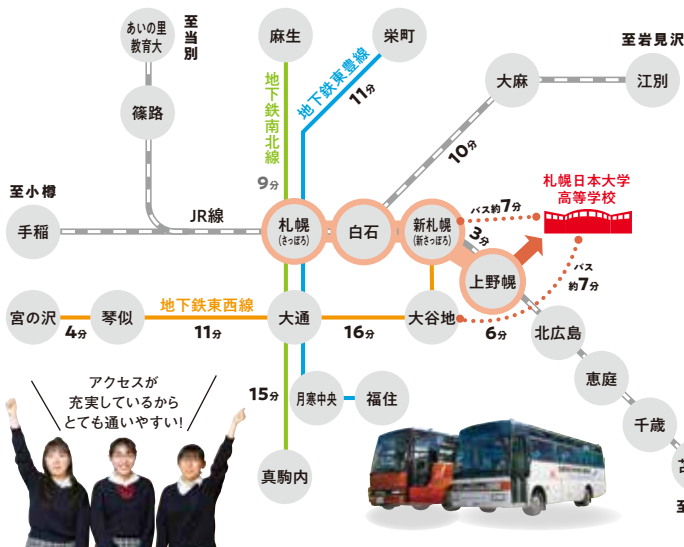 至当別
あいの里
教育大
麻生
栄町
至岩見沢
大麻
江別
篠路
地下鉄南北線
地下鉄東豊線
11分
10分
9分
至小樽
手稲
JR線
札幌
(さっぽろ)
白石
新札幌
(新さっぽろ)
バス約7分
札幌日本大学
高等学校
3分
上野幌
バス
約7分
宮の沢
4分
琴似
地下鉄東西線
11分
大通
16分
大谷地
6分
北広島
恵庭
千歳
アクセスが
充実しているから
とても通いやすい!
15分
月寒中央
福住
真駒内
至